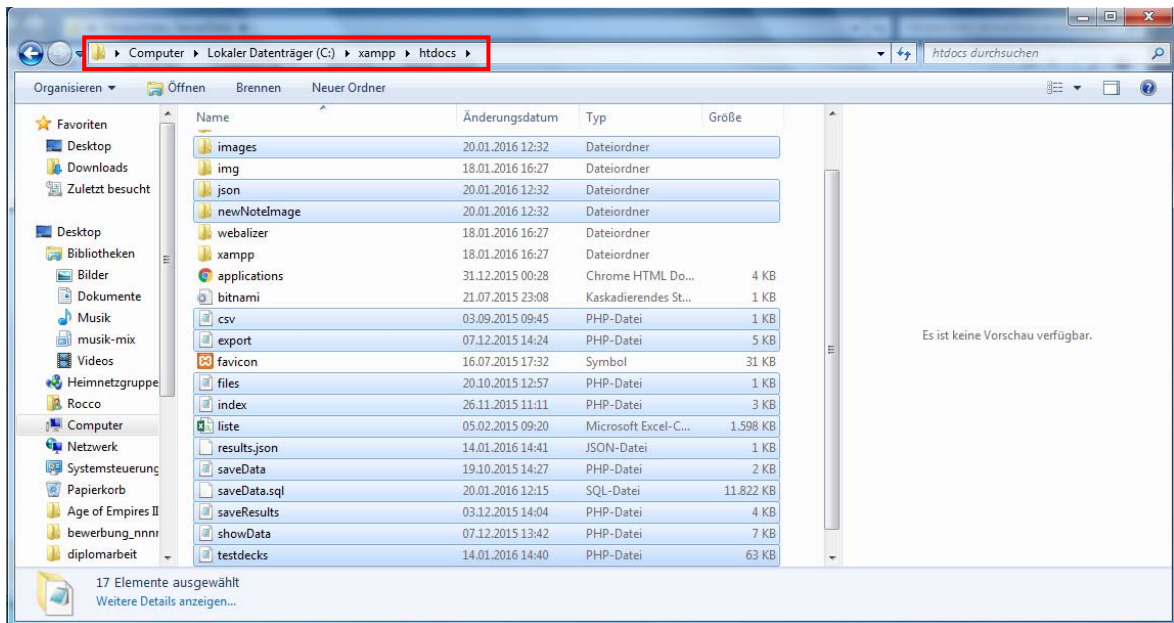 Computer ▸ Lokaler Datenträger (C:) ▸ xampp ▸ htdocs ▸
htdocs durchsuchen
Organisieren Öffnen Brennen Neuer Ordner
Name Änderungsdatum Typ Größe
Favoriten
Desktop
Downloads
Zuletzt besucht
Desktop
Bibliotheken
Bilder
Dokumente
Musik
musik-mix
Videos
Heimnetzgruppe
Rocco
Computer
Netzwerk
Systemsteuerung
Papierkorb
Age of Empires II
bewerbung_nnnr
diplomarbeit
images 20.01.2016 12:32 Dateiordner
img 18.01.2016 16:27 Dateiordner
json 20.01.2016 12:32 Dateiordner
newNoteImage 20.01.2016 12:32 Dateiordner
webalizer 18.01.2016 16:27 Dateiordner
xampp 18.01.2016 16:27 Dateiordner
applications 31.12.2015 00:28 Chrome HTML Do... 4 KB
bitnami 21.07.2015 23:08 Kaskadierendes St... 1 KB
csv 03.09.2015 09:45 PHP-Datei 1 KB
export 07.12.2015 14:24 PHP-Datei 5 KB
favicon 16.07.2015 17:32 Symbol 31 KB
files 20.10.2015 12:57 PHP-Datei 1 KB
index 26.11.2015 11:11 PHP-Datei 3 KB
liste 05.02.2015 09:20 Microsoft Excel-C... 1.598 KB
results.json 14.01.2016 14:41 JSON-Datei 1 KB
saveData 19.10.2015 14:27 PHP-Datei 2 KB
saveData.sql 20.01.2016 12:15 SQL-Datei 11.822 KB
saveResults 03.12.2015 14:04 PHP-Datei 4 KB
showData 07.12.2015 13:42 PHP-Datei 7 KB
testdecks 14.01.2016 14:40 PHP-Datei 63 KB
Es ist keine Vorschau verfügbar.
17 Elemente ausgewählt
Weitere Details anzeigen...